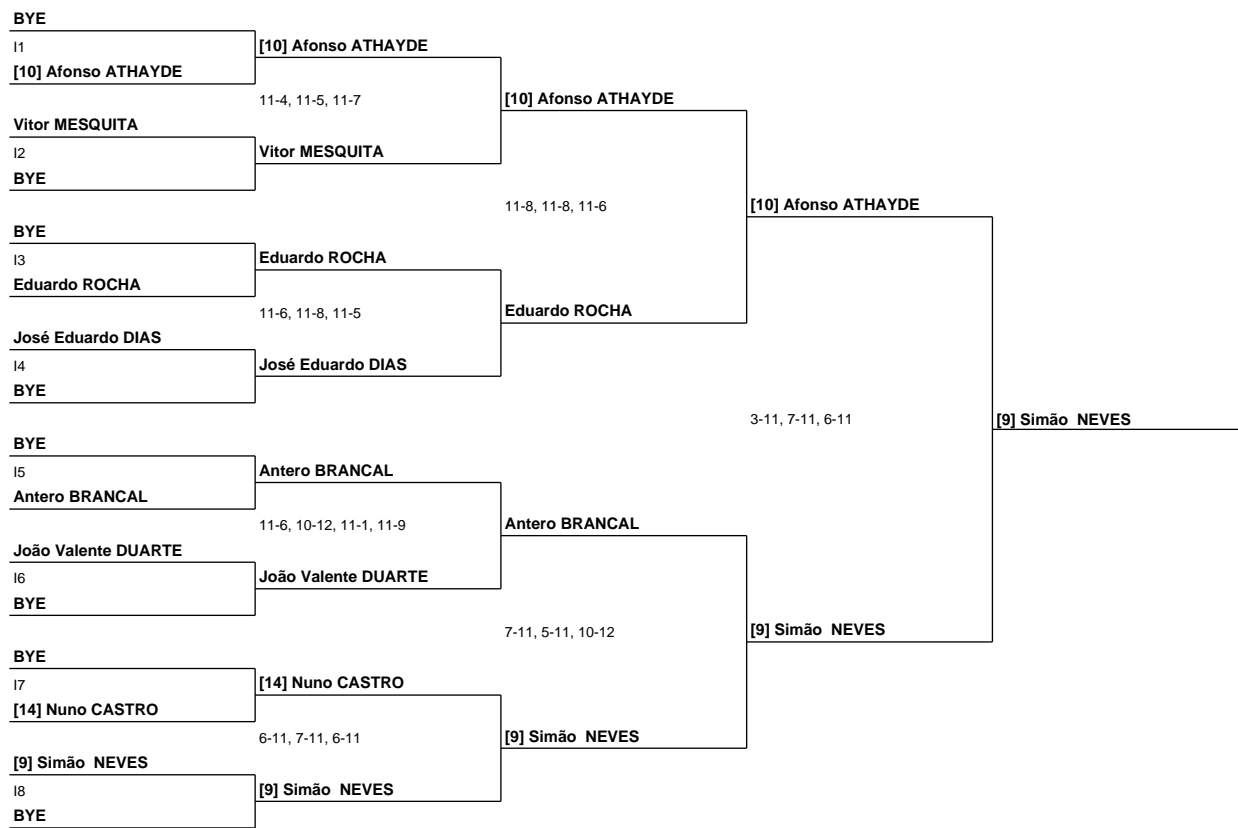 BYE
I1
[10] Afonso ATHAYDE
[10] Afonso ATHAYDE
11-4, 11-5, 11-7
[10] Afonso ATHAYDE
Vitor MESQUITA
I2
Vitor MESQUITA
BYE
11-8, 11-8, 11-6
[10] Afonso ATHAYDE
BYE
I3
Eduardo ROCHA
Eduardo ROCHA
11-6, 11-8, 11-5
Eduardo ROCHA
José Eduardo DIAS
I4
José Eduardo DIAS
BYE
3-11, 7-11, 6-11
[9] Simão  NEVES
BYE
I5
Antero BRANCAL
Antero BRANCAL
11-6, 10-12, 11-1, 11-9
Antero BRANCAL
João Valente DUARTE
I6
João Valente DUARTE
BYE
7-11, 5-11, 10-12
[9] Simão  NEVES
BYE
I7
[14] Nuno CASTRO
[14] Nuno CASTRO
6-11, 7-11, 6-11
[9] Simão  NEVES
[9] Simão  NEVES
I8
[9] Simão  NEVES
BYE